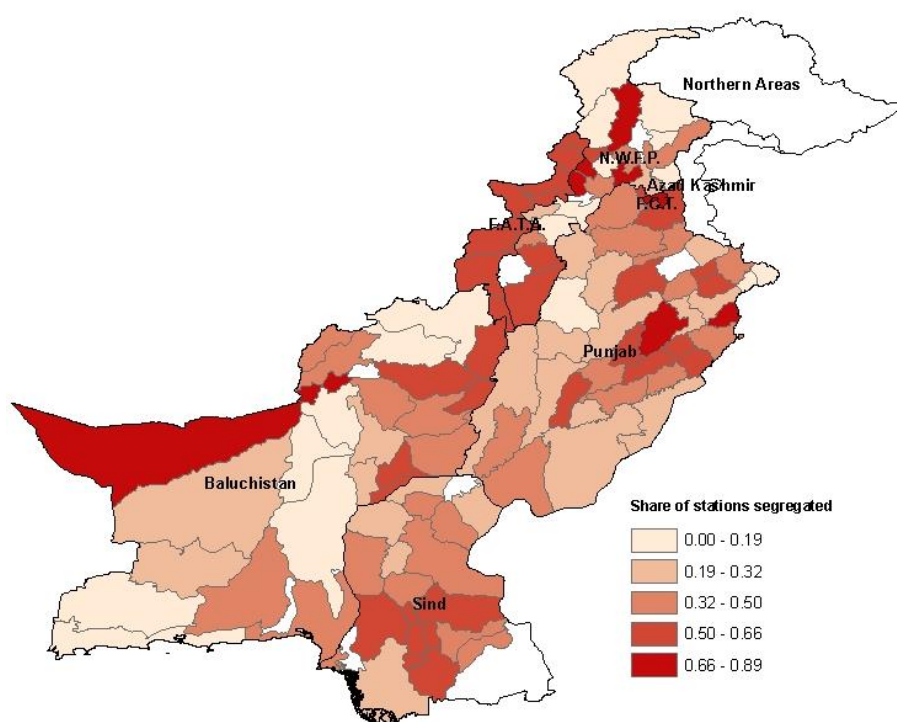 Northern Areas
N.W.F.P.
Azad Kashmir
F.C.T.
F.A.T.A.
Punjab
Baluchistan
Sind
Share of stations segregated
0.00 - 0.19
0.19 - 0.32
0.32 - 0.50
0.50 - 0.66
0.66 - 0.89